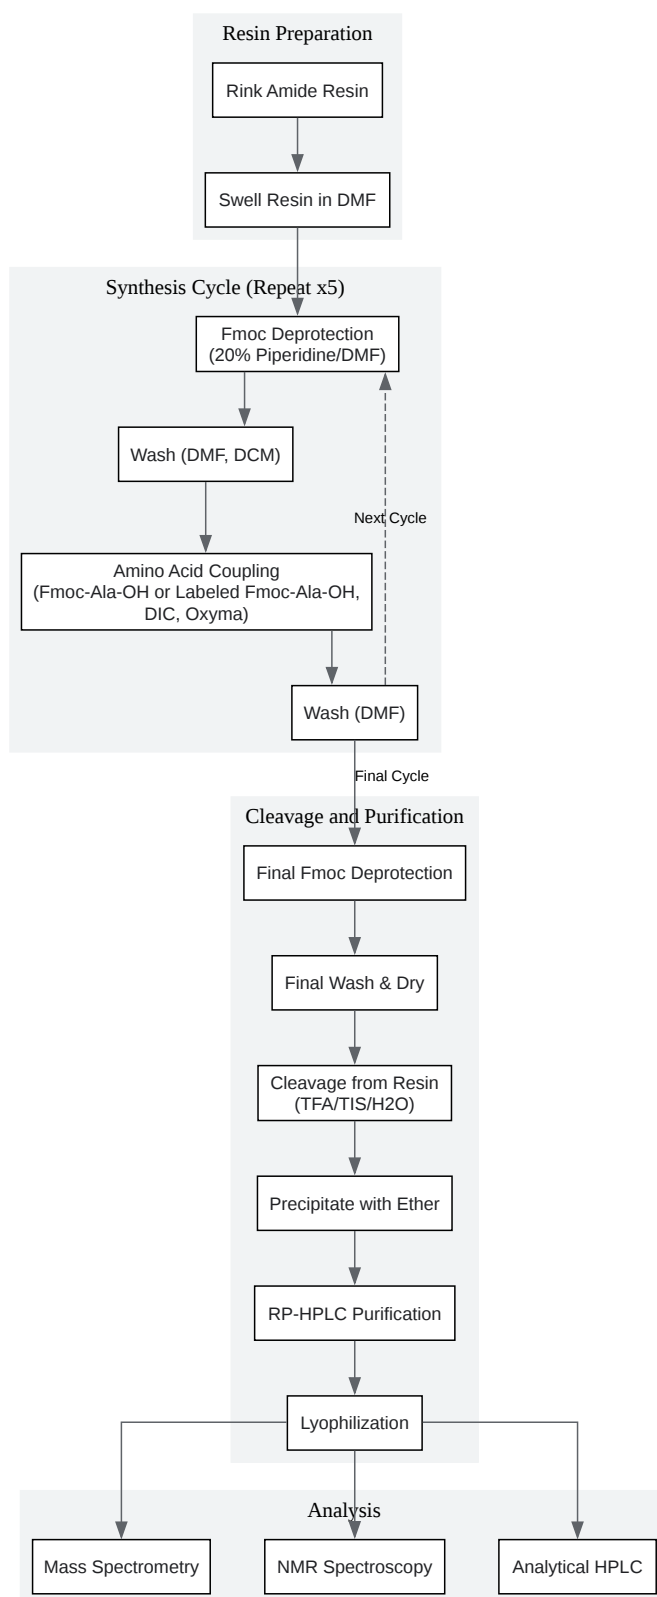 Resin Preparation
Rink Amide Resin
Swell Resin in DMF
Synthesis Cycle (Repeat x5)
Fmoc Deprotection
(20% Piperidine/DMF)
Wash (DMF, DCM)
Next Cycle
Amino Acid Coupling
(Fmoc-Ala-OH or Labeled Fmoc-Ala-OH,
DIC, Oxyma)
Wash (DMF)
Final Cycle
Cleavage and Purification
Final Fmoc Deprotection
Final Wash & Dry
Cleavage from Resin
(TFA/TIS/H2O)
Precipitate with Ether
RP-HPLC Purification
Lyophilization
Analysis
Mass Spectrometry
NMR Spectroscopy
Analytical HPLC